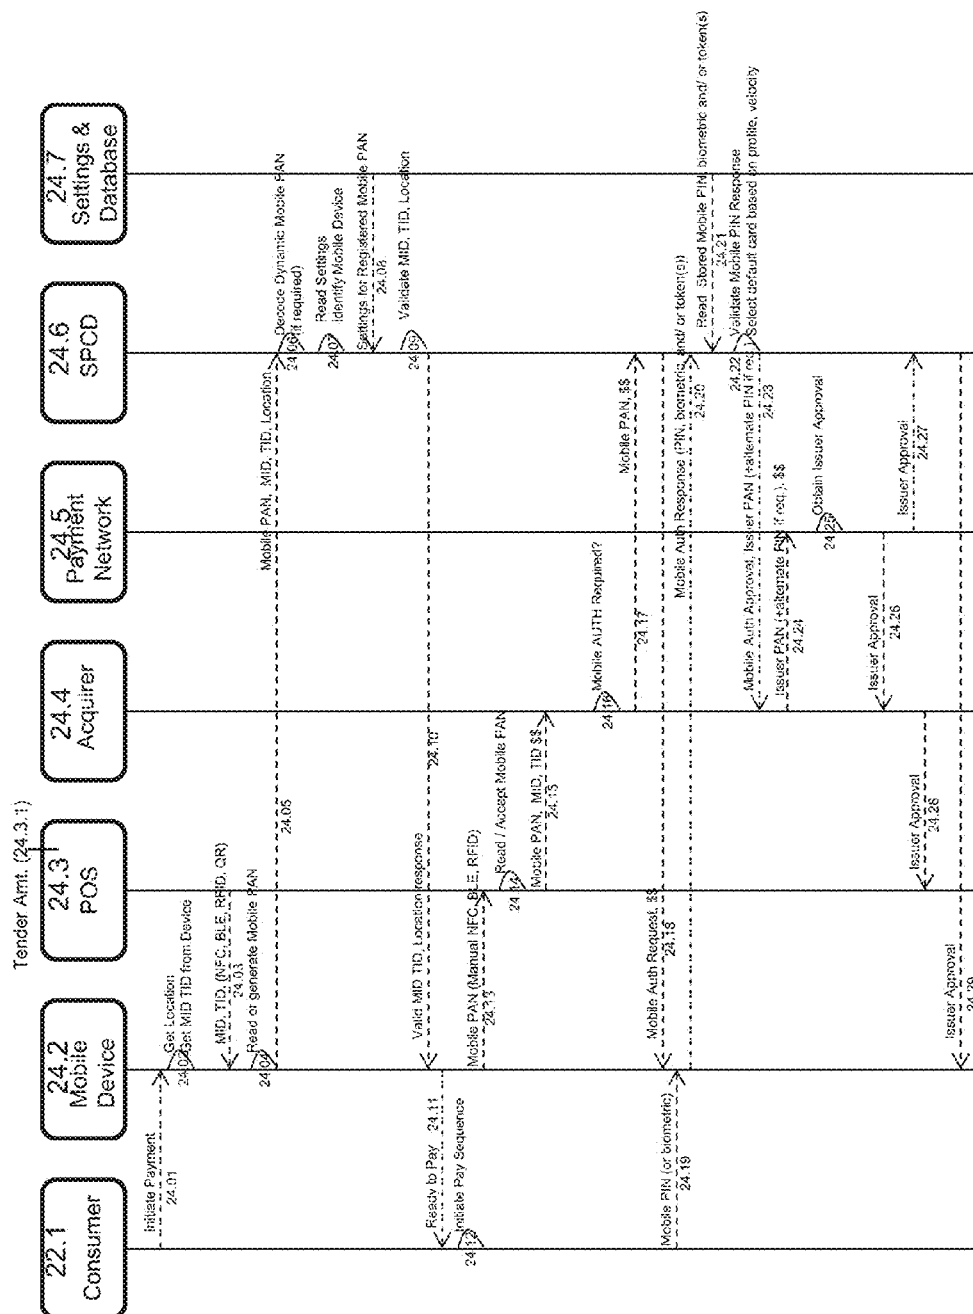 Tender Amt. (24.3.1)
22.1
Consumer
24.2
Mobile
Device
24.3
POS
24.4
Acquirer
24.5
Payment
Network
24.6
SPCD
24.7
Settings &
Database
Initiate Payment
24.01
Get Location
Get MID TID from Device
24.02
MID, TID, (NFC, BLE, RFID, QR)
24.03
Read or generate Mobile PAN
24.04
Mobile PAN, MID, TID, Location
24.05
Decode Dynamic Mobile PAN
(if required)
24.06
Read Settings
Identify Mobile Device
24.07
Settings for Registered Mobile PAN
24.08
Validate MID, TID, Location
24.09
Valid MID TID, Location response
24.10
Ready to Pay
24.11
Initiate Pay Sequence
24.12
Mobile PAN (Manual NFC, BLE, RFID)
24.13
Read / Accept Mobile PAN
24.14
Mobile PAN, MID, TID $$
24.15
Mobile AUTH Required?
24.16
Mobile PAN, $$
24.17
Mobile Auth Request, $$
24.18
Mobile PIN (or biometric)
24.19
Mobile Auth Response (PIN, biometric and/ or token(s))
24.20
Read Stored Mobile PIN, biometric and/ or token(s)
24.21
Validate Mobile PIN Response
24.22
Select default card based on profile, velocity
Mobile Auth Approval, Issuer PAN (+alternate PIN if req.)
24.23
Issuer PAN (+alternate PIN if req.), $$
24.24
Obtain Issuer Approval
24.25
Issuer Approval
24.26
Issuer Approval
24.27
Issuer Approval
24.28
Issuer Approval
24.29